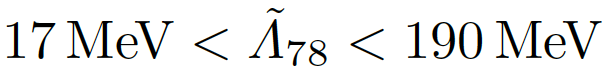 17 MeV < Λ̃₇₈ < 190 MeV